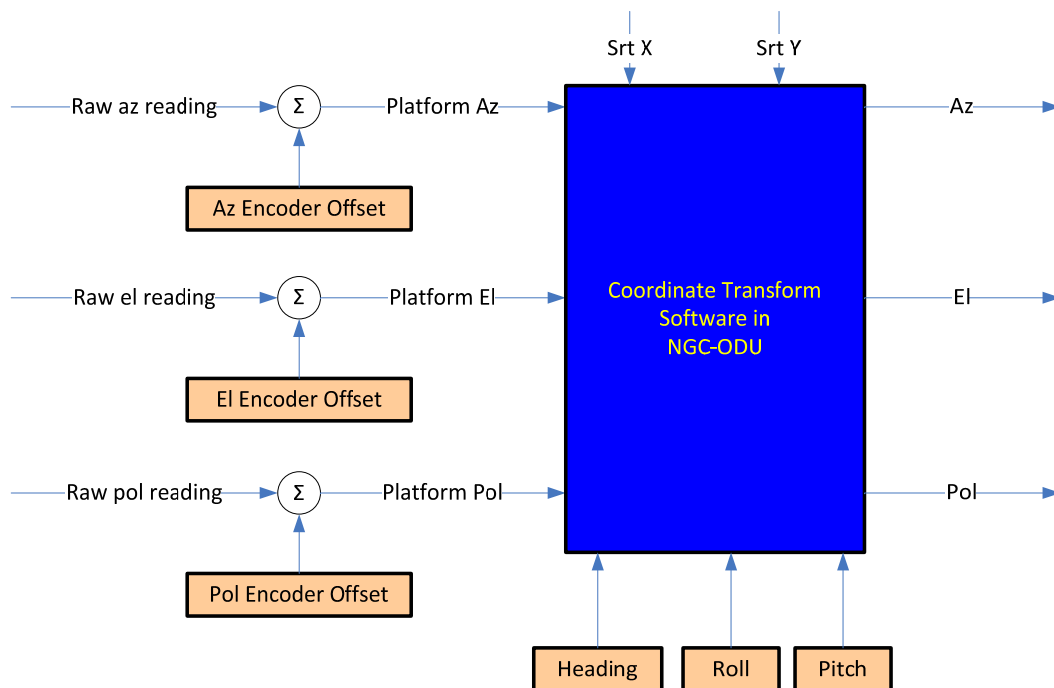 Srt X
Srt Y
Raw az reading
Σ
Platform Az
Az
Az Encoder Offset
Raw el reading
Σ
Platform El
Coordinate Transform
Software in
NGC-ODU
El
El Encoder Offset
Raw pol reading
Σ
Platform Pol
Pol
Pol Encoder Offset
Heading
Roll
Pitch